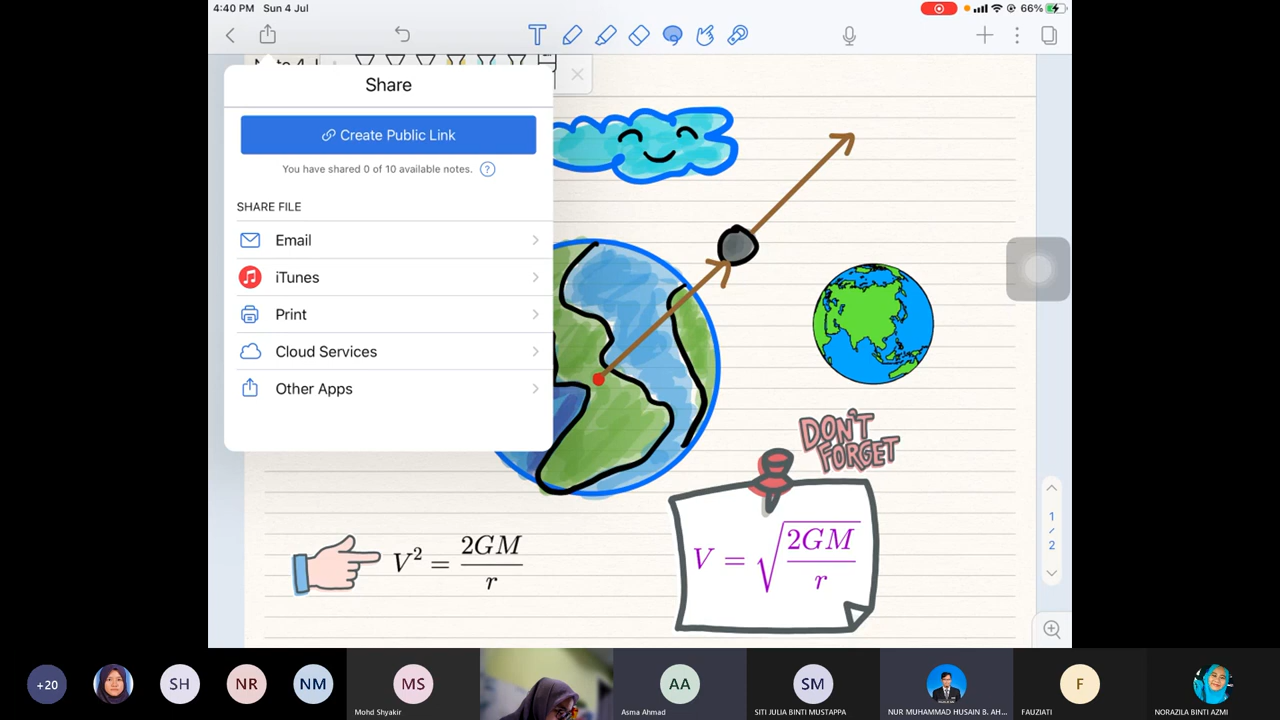 4:40 PM Sun 4 Jul
66%
Share
Create Public Link
You have shared 0 of 10 available notes. ?
SHARE FILE
Email
iTunes
Print
Cloud Services
Other Apps
DON'T
FORGET
V² = 2GM/r
V = √(2GM/r)
1
/
2
+20
SH
NR
NM
MS
AA
SM
F
Mohd Shyakir
Asma Ahmad
SITI JULIA BINTI MUSTAPPA
NUR MUHAMMAD HUSAIN B. AH...
FAUZIATI
NORAZILA BINTI AZMI